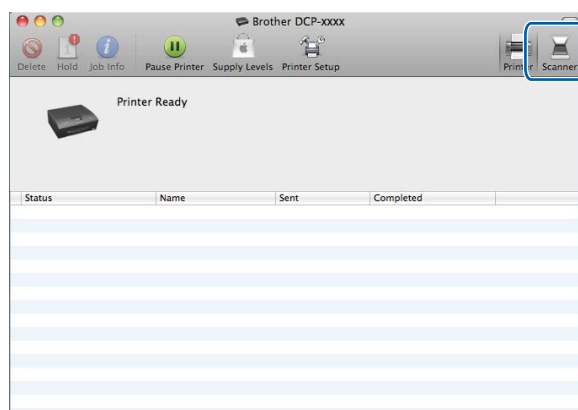 Brother DCP-xxxx
Delete Hold Job Info Pause Printer Supply Levels Printer Setup Printer Scanner
Printer Ready
Status Name Sent Completed